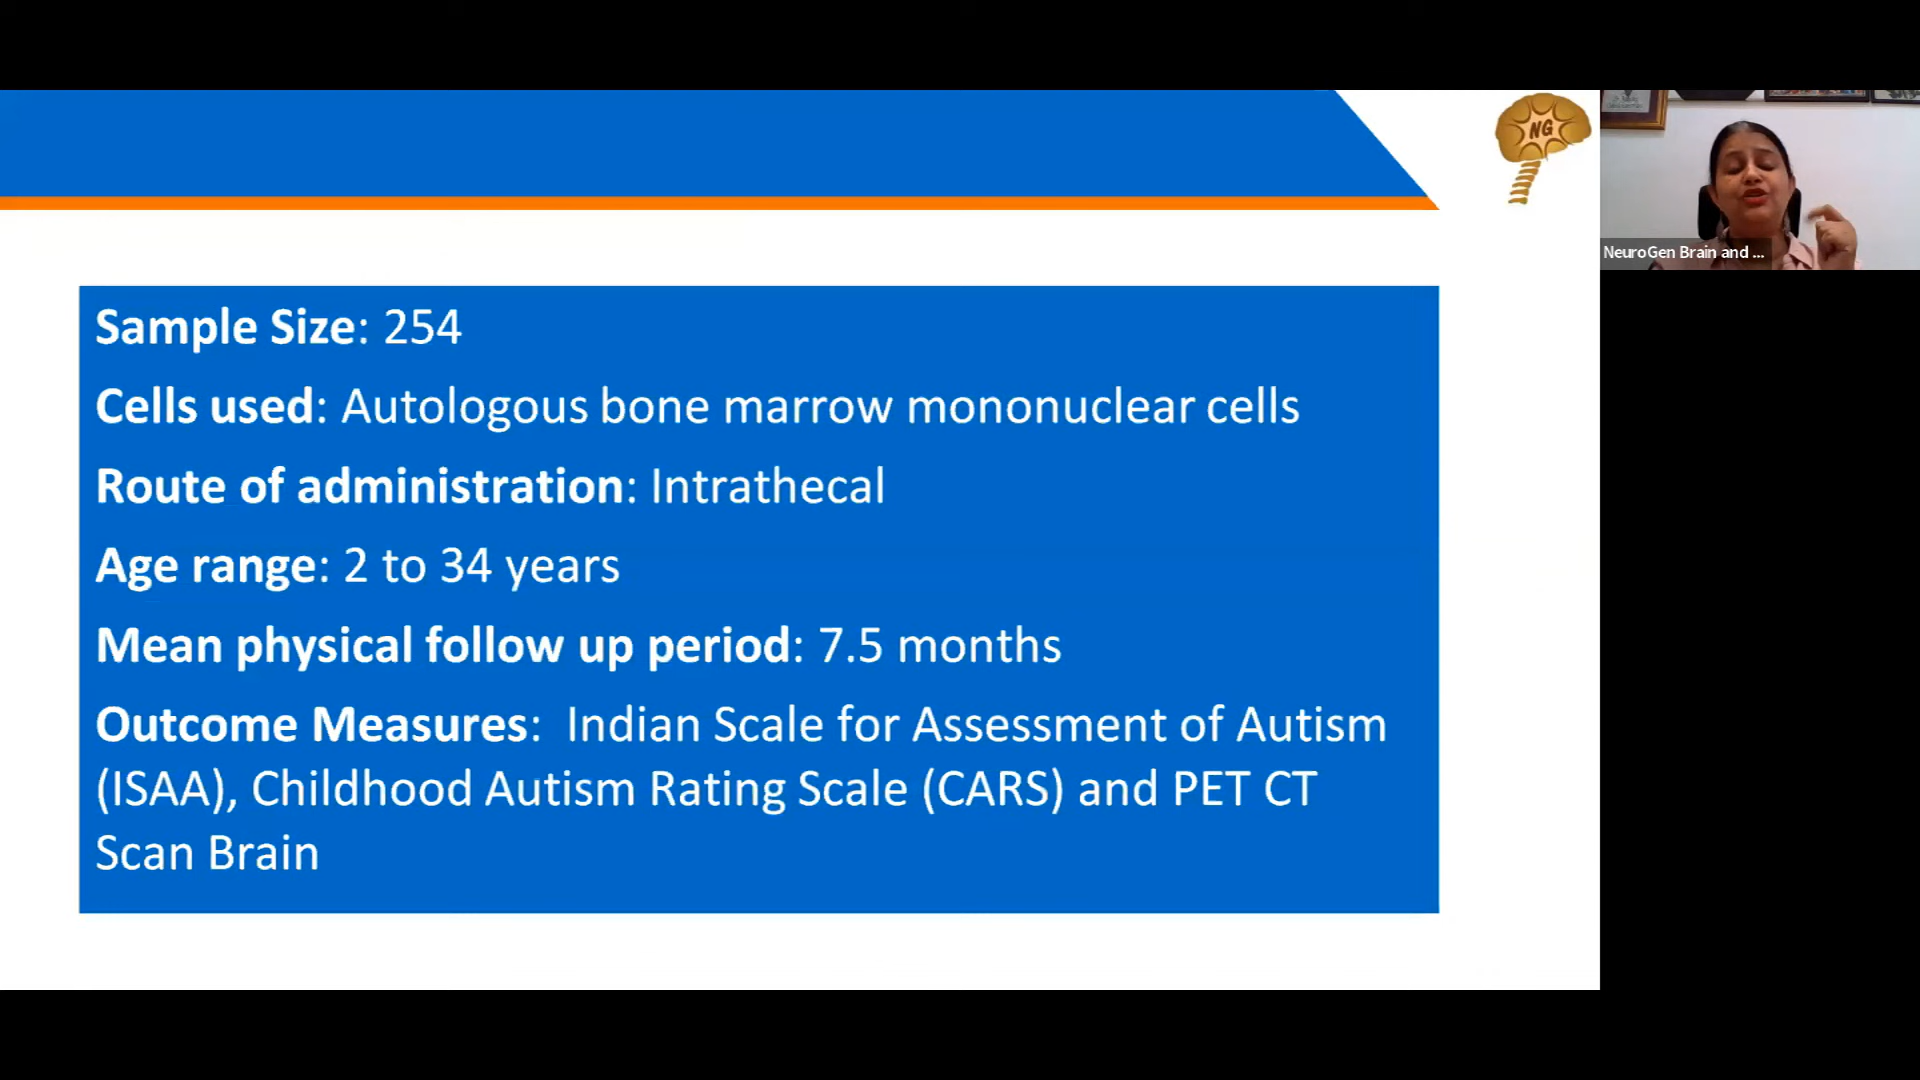 NG
NeuroGen Brain and ...
Sample Size: 254
Cells used: Autologous bone marrow mononuclear cells
Route of administration: Intrathecal
Age range: 2 to 34 years
Mean physical follow up period: 7.5 months
Outcome Measures: Indian Scale for Assessment of Autism
(ISAA), Childhood Autism Rating Scale (CARS) and PET CT
Scan Brain